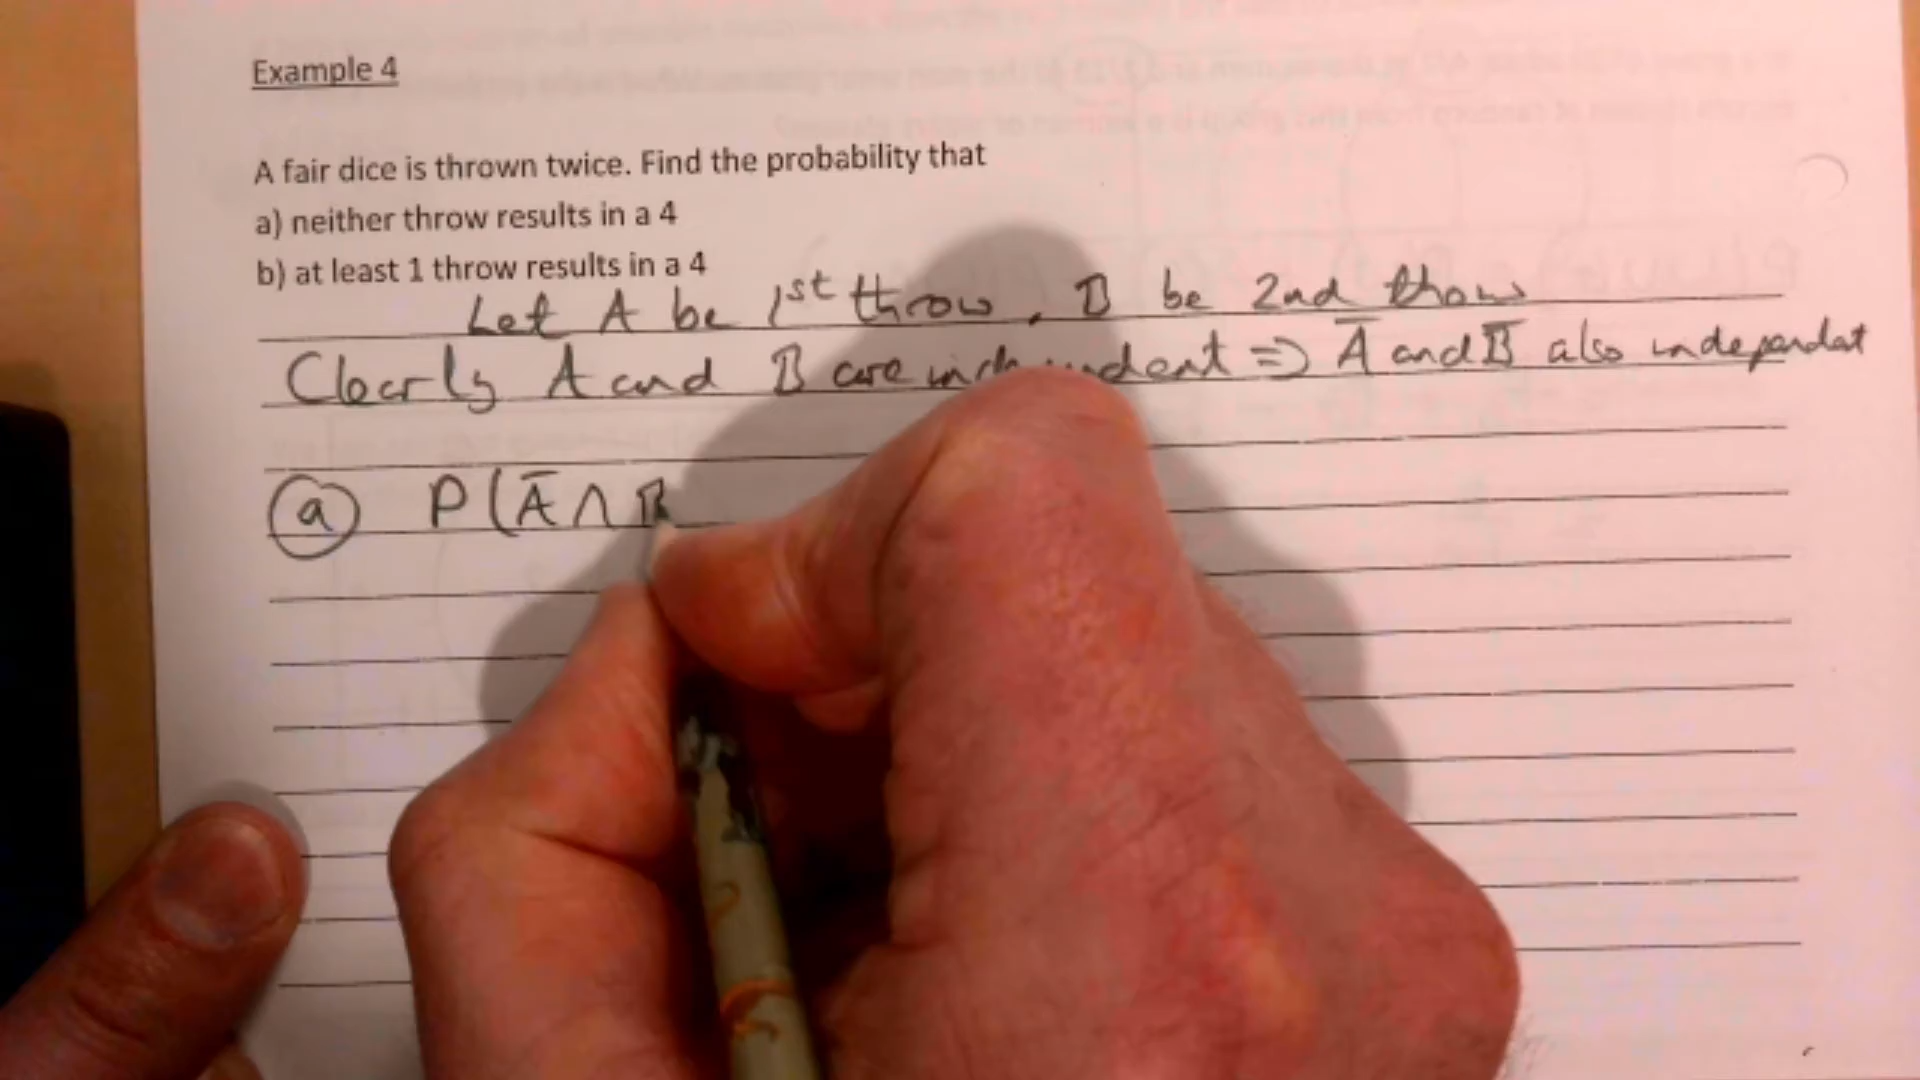 Example 4
A fair dice is thrown twice. Find the probability that
a) neither throw results in a 4
b) at least 1 throw results in a 4
Let A be 1st throw, B be 2nd throw
Clearly A and B are independent ⇒ Ā and B̄ also independent
(a) P(Ā ∩ B